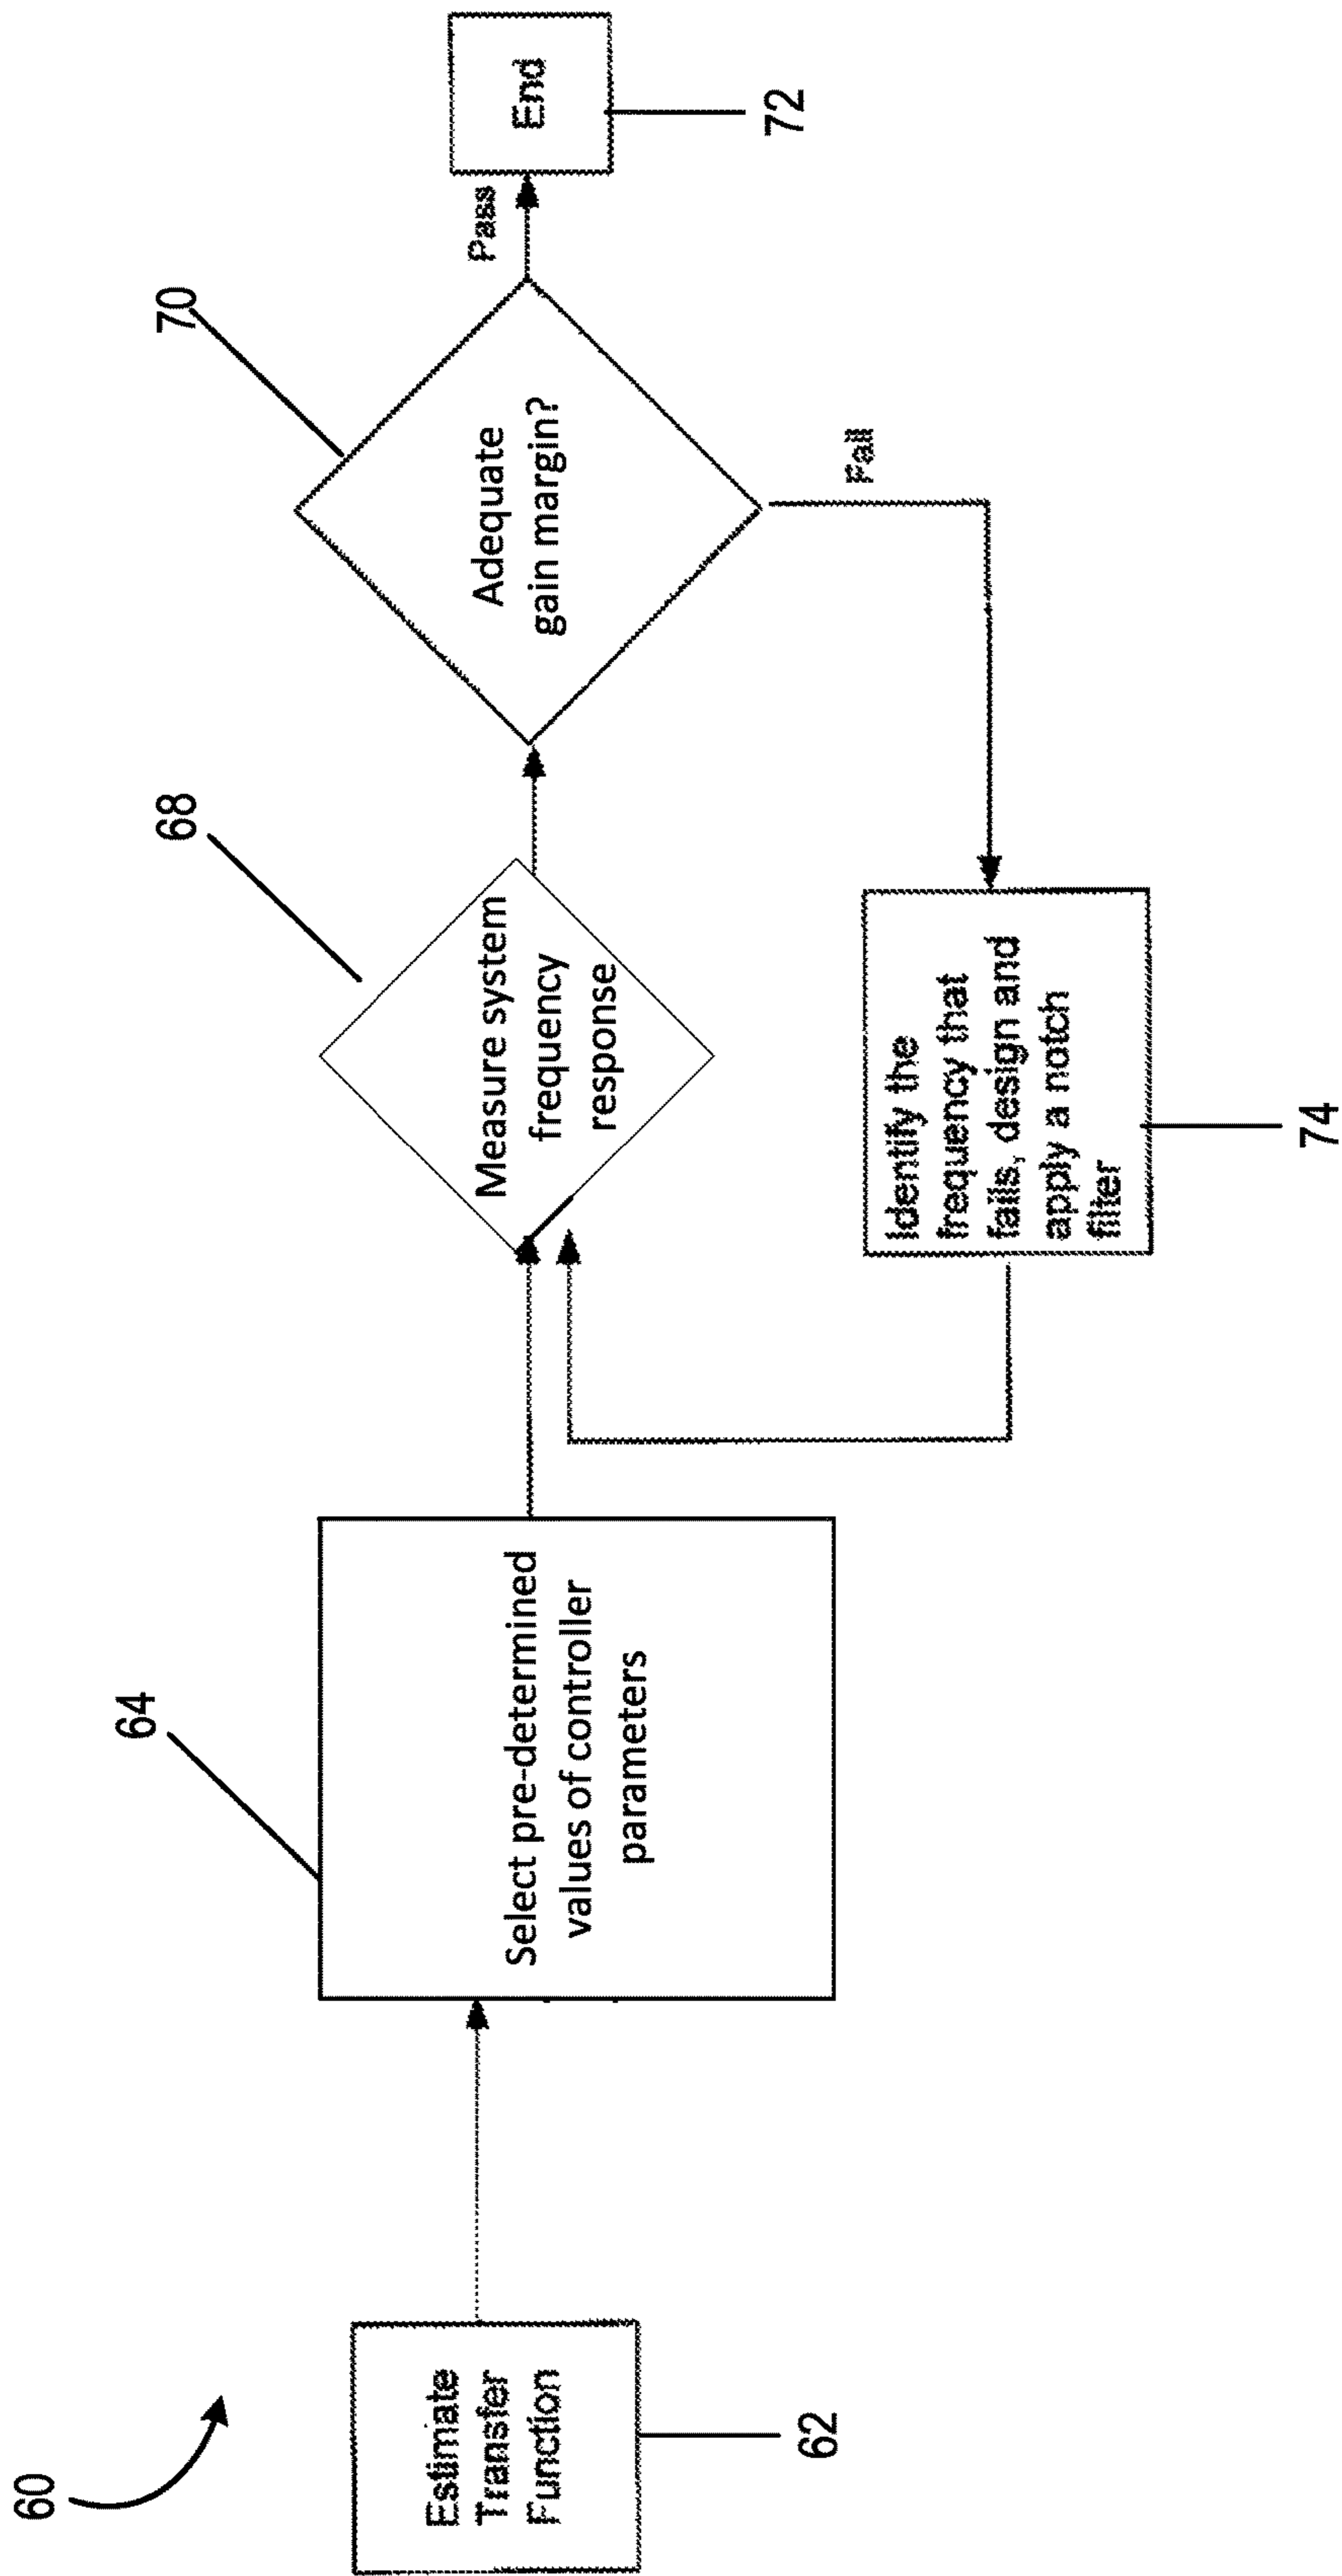 60
Estimate
Transfer
Function
62
64
Select pre-determined
values of controller
parameters
68
Measure system
frequency
response
70
Adequate
gain margin?
Pass
End
72
Fail
Identify the
frequency that
fails, design and
apply a notch
filter
74